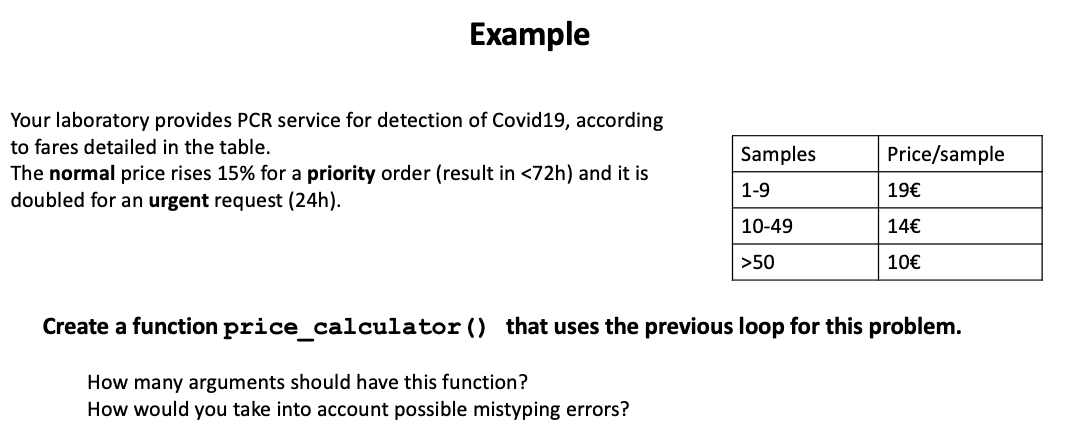 Example
Your laboratory provides PCR service for detection of Covid19, according
to fares detailed in the table.
The normal price rises 15% for a priority order (result in <72h) and it is
doubled for an urgent request (24h).
Samples Price/sample
1-9 19€
10-49 14€
>50 10€
Create a function price_calculator() that uses the previous loop for this problem.
How many arguments should have this function?
How would you take into account possible mistyping errors?